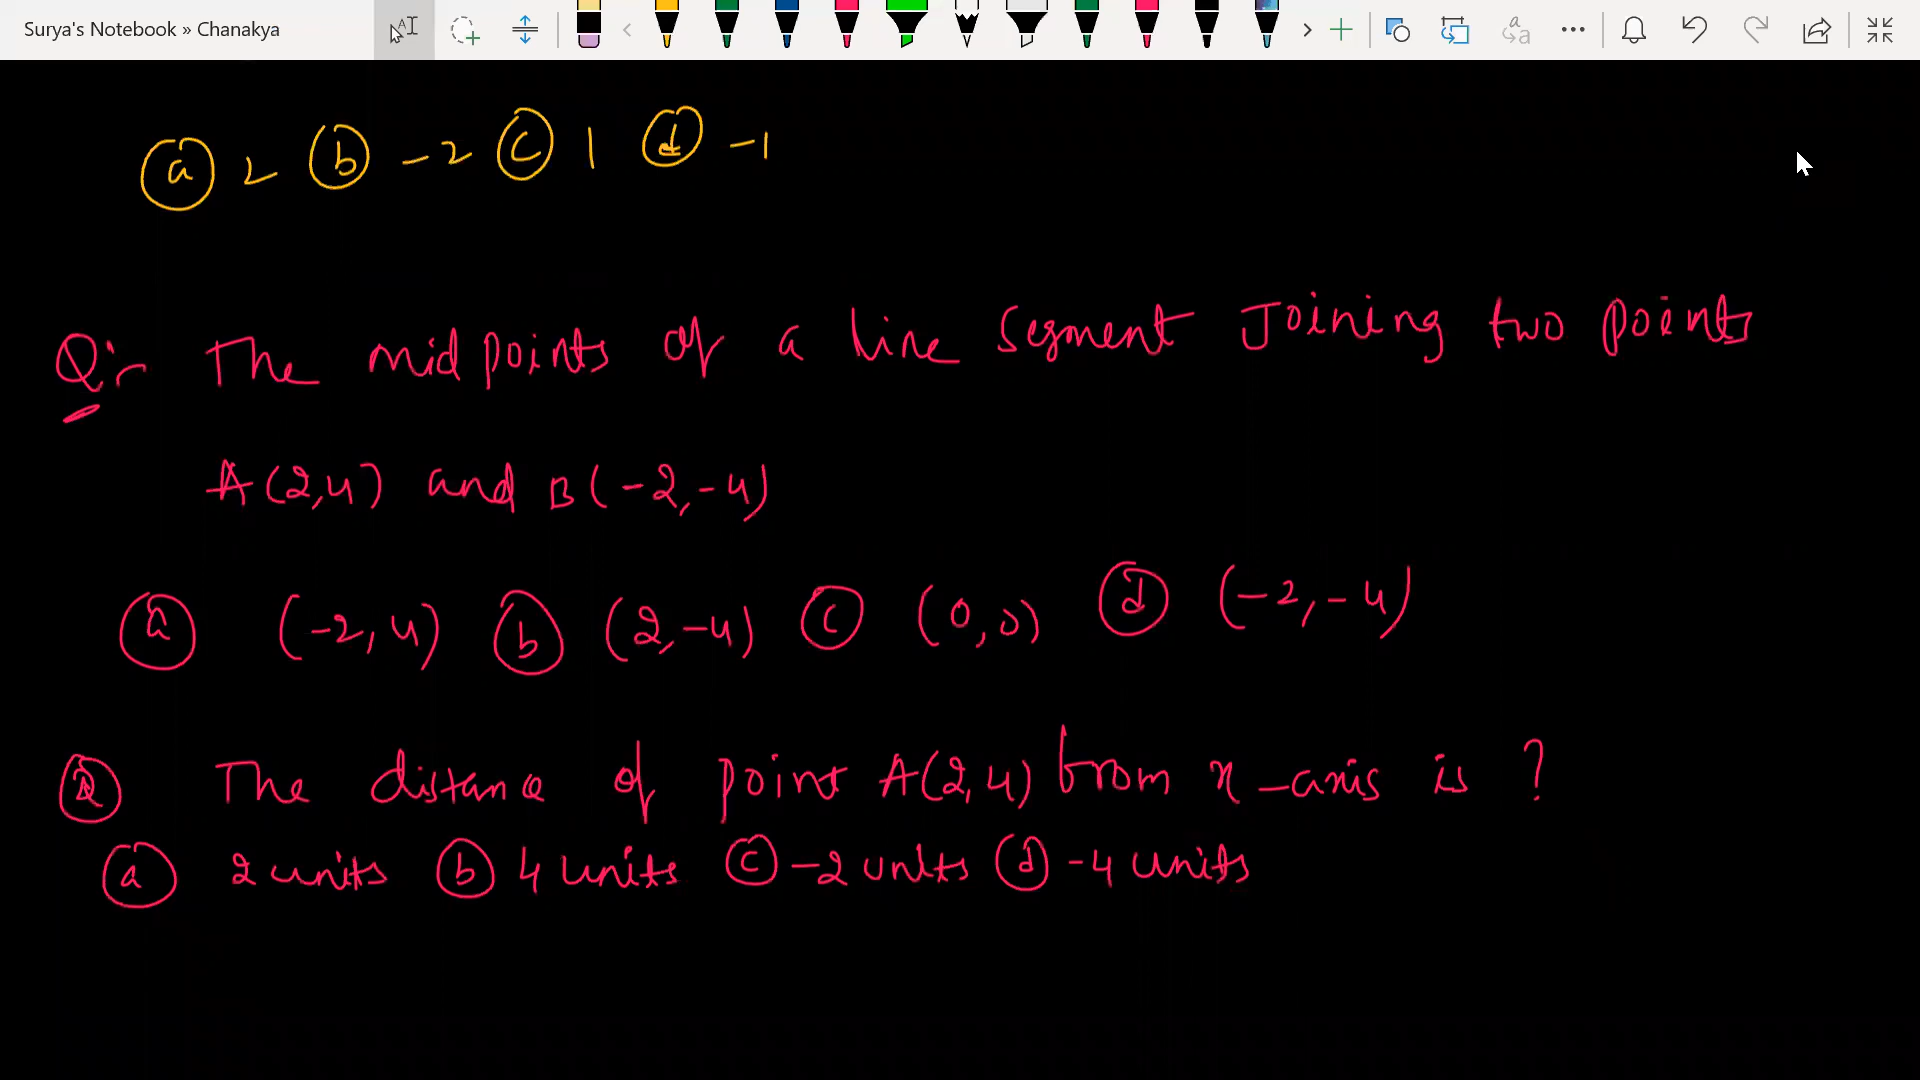 Surya's Notebook » Chanakya
a 2 b -2 c 1 d -1
Q:- The mid points of a line segment Joining two points
A(2,4) and B(-2,-4)
a (-2,4) b (2,-4) c (0,0) d (-2,-4)
Q The distance of point A(2,4) from x-axis is ?
a 2 units b 4 units c -2 units d -4 units